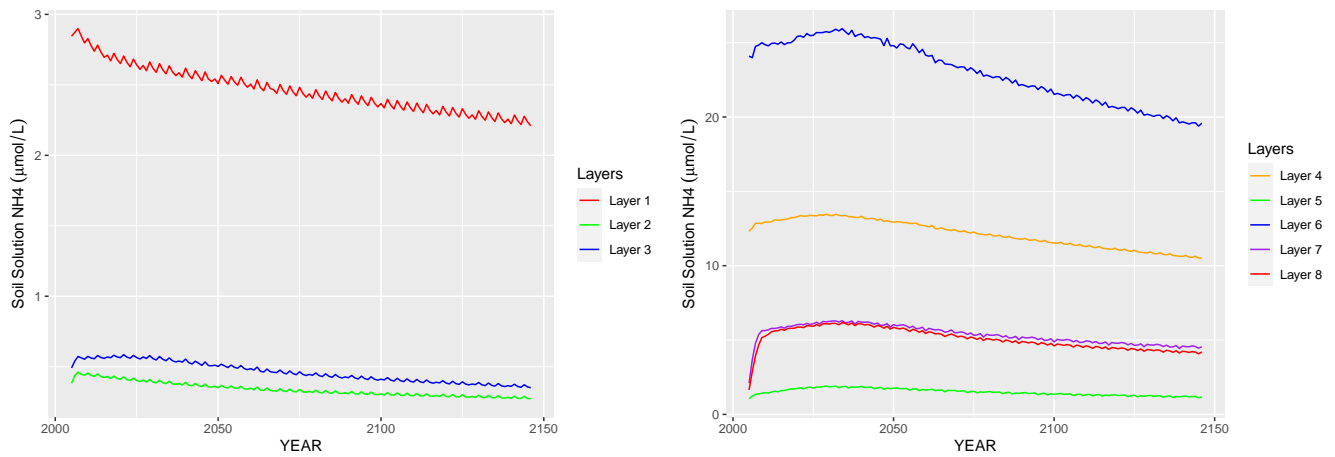 3
2
1
2000
2050
2100
2150
YEAR
Soil Solution NH4 (μmol/L)
Layers
Layer 1
Layer 2
Layer 3
20
10
0
2000
2050
2100
2150
YEAR
Soil Solution NH4 (μmol/L)
Layers
Layer 4
Layer 5
Layer 6
Layer 7
Layer 8